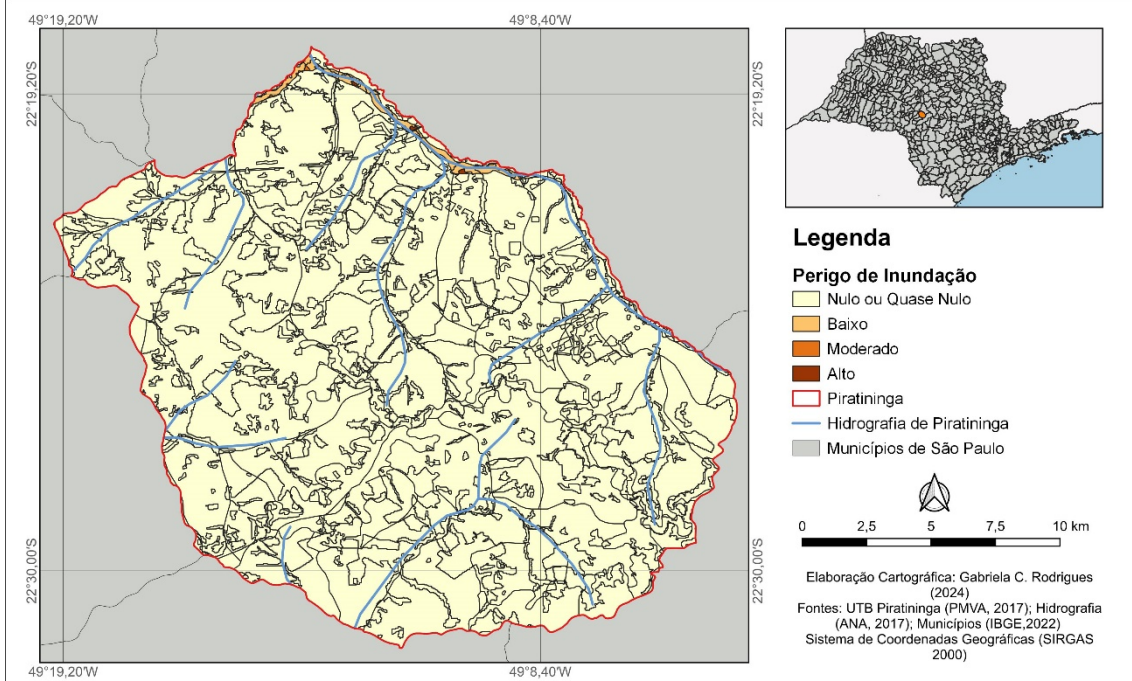 49°19,20'W
49°8,40'W
22°19,20'S
22°19,20'S
22°30,00'S
22°30,00'S
49°19,20'W
49°8,40'W
Legenda
Perigo de Inundação
Nulo ou Quase Nulo
Baixo
Moderado
Alto
Piratininga
Hidrografia de Piratininga
Municípios de São Paulo
0 2,5 5 7,5 10 km
Elaboração Cartográfica: Gabriela C. Rodrigues
(2024)
Fontes: UTB Piratininga (PMVA, 2017); Hidrografia
(ANA, 2017); Municípios (IBGE,2022)
Sistema de Coordenadas Geográficas (SIRGAS
2000)